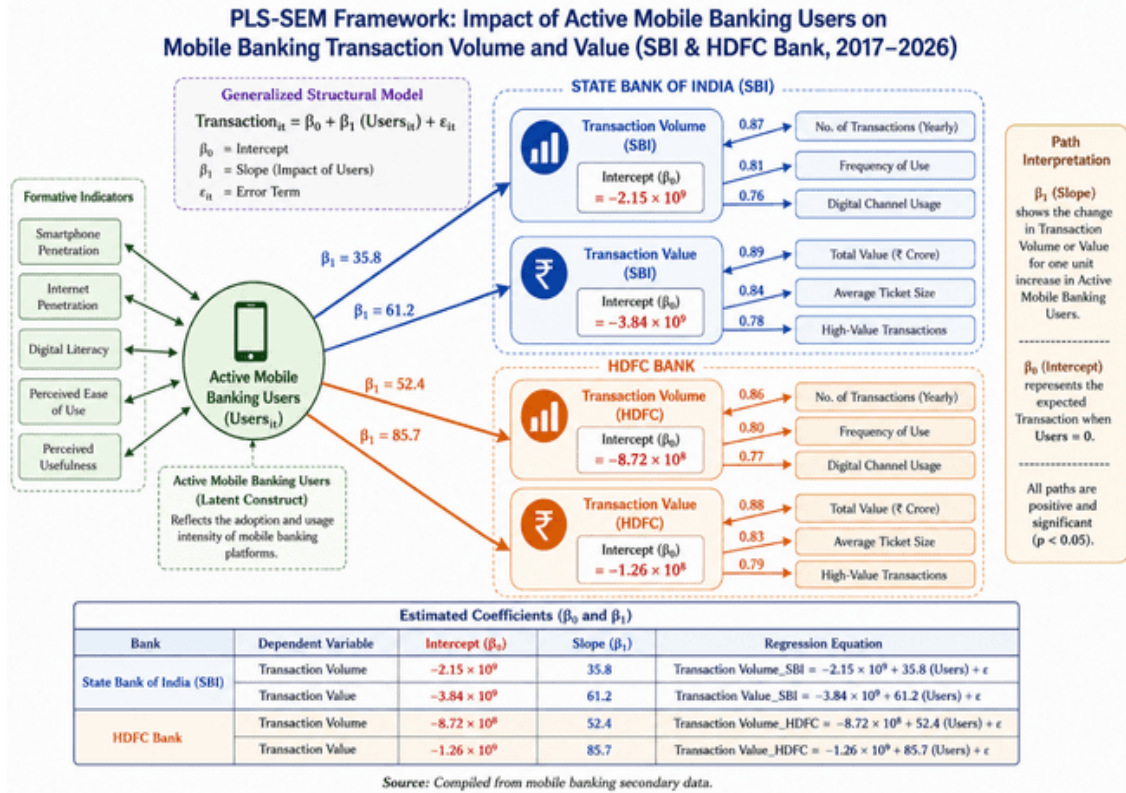 PLS-SEM Framework: Impact of Active Mobile Banking Users on
Mobile Banking Transaction Volume and Value (SBI & HDFC Bank, 2017–2026)
Generalized Structural Model
Transactionᵢₜ = β₀ + β₁ (Usersᵢₜ) + εᵢₜ
β₀ = Intercept
β₁ = Slope (Impact of Users)
εᵢₜ = Error Term
Formative Indicators
Smartphone
Penetration
Internet
Penetration
Digital Literacy
Perceived Ease
of Use
Perceived
Usefulness
Active Mobile
Banking Users
(Usersᵢₜ)
Active Mobile Banking Users
(Latent Construct)
Reflects the adoption and usage
intensity of mobile banking
platforms.
β₁ = 35.8
β₁ = 61.2
β₁ = 52.4
β₁ = 85.7
STATE BANK OF INDIA (SBI)
Transaction Volume
(SBI)
Intercept (β₀)
= −2.15 × 10⁹
0.87
No. of Transactions (Yearly)
0.81
Frequency of Use
0.76
Digital Channel Usage
₹
Transaction Value
(SBI)
Intercept (β₀)
= −3.84 × 10⁹
0.89
Total Value (₹ Crore)
0.84
Average Ticket Size
0.78
High-Value Transactions
HDFC BANK
Transaction Volume
(HDFC)
Intercept (β₀)
= −8.72 × 10⁸
0.86
No. of Transactions (Yearly)
0.80
Frequency of Use
0.77
Digital Channel Usage
₹
Transaction Value
(HDFC)
Intercept (β₀)
= −1.26 × 10⁸
0.88
Total Value (₹ Crore)
0.83
Average Ticket Size
0.79
High-Value Transactions
Path
Interpretation
β₁ (Slope)
shows the change
in Transaction
Volume or Value
for one unit
increase in Active
Mobile Banking
Users.
β₀ (Intercept)
represents the
expected
Transaction when
Users = 0.
All paths are
positive and
significant
(p < 0.05).
Estimated Coefficients (β₀ and β₁)
Bank Dependent Variable Intercept (β₀) Slope (β₁) Regression Equation
State Bank of India (SBI) Transaction Volume −2.15 × 10⁹ 35.8 Transaction Volume_SBI = −2.15 × 10⁹ + 35.8 (Users) + ε
Transaction Value −3.84 × 10⁹ 61.2 Transaction Value_SBI = −3.84 × 10⁹ + 61.2 (Users) + ε
HDFC Bank Transaction Volume −8.72 × 10⁸ 52.4 Transaction Volume_HDFC = −8.72 × 10⁸ + 52.4 (Users) + ε
Transaction Value −1.26 × 10⁹ 85.7 Transaction Value_HDFC = −1.26 × 10⁹ + 85.7 (Users) + ε
Source: Compiled from mobile banking secondary data.